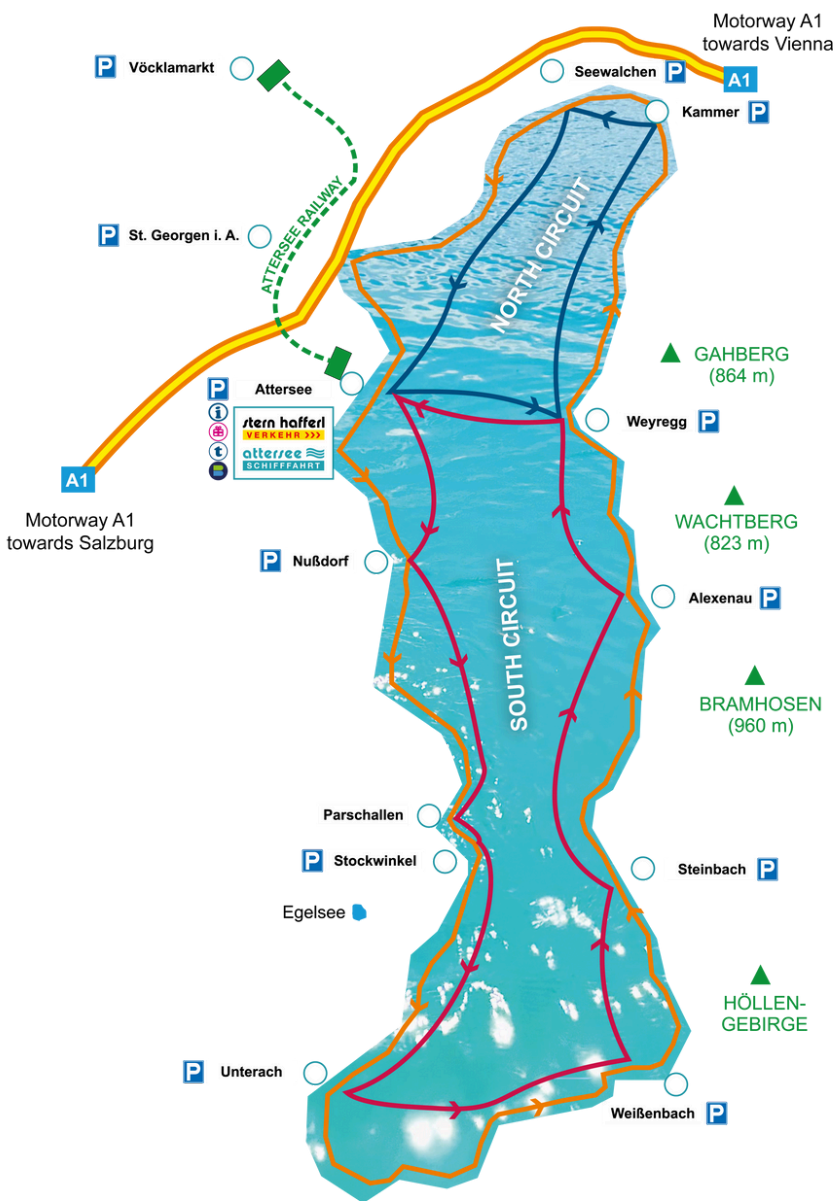 Motorway A1
towards Vienna
P Vöcklamarkt
Seewalchen P
A1
Kammer P
ATTERSEE RAILWAY
P St. Georgen i. A.
NORTH CIRCUIT
GAHBERG
(864 m)
P Attersee
i
t
stern hafferl
VERKEHR >>>
attersee
SCHIFFFAHRT
Weyregg P
A1
Motorway A1
towards Salzburg
WACHTBERG
(823 m)
P Nußdorf
Alexenau P
SOUTH CIRCUIT
BRAMHOSEN
(960 m)
Parschallen
P Stockwinkel
Steinbach P
Egelsee
HÖLLEN-
GEBIRGE
P Unterach
Weißenbach P